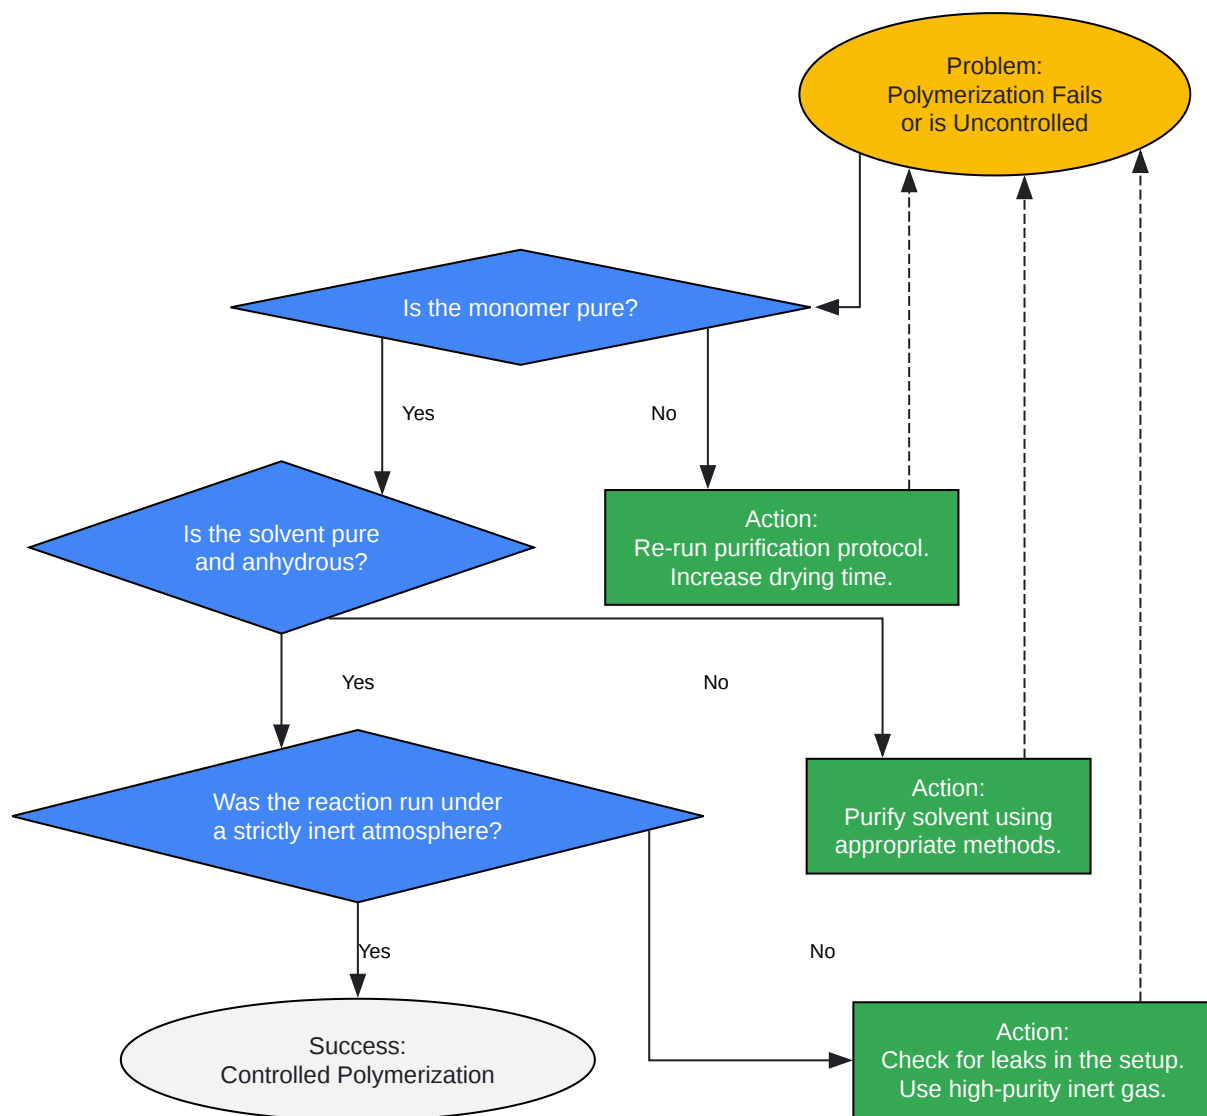 Problem:
Polymerization Fails
or is Uncontrolled
Is the monomer pure?
Yes
No
Is the solvent pure
and anhydrous?
Action:
Re-run purification protocol.
Increase drying time.
Yes
No
Was the reaction run under
a strictly inert atmosphere?
Action:
Purify solvent using
appropriate methods.
Yes
No
Success:
Controlled Polymerization
Action:
Check for leaks in the setup.
Use high-purity inert gas.